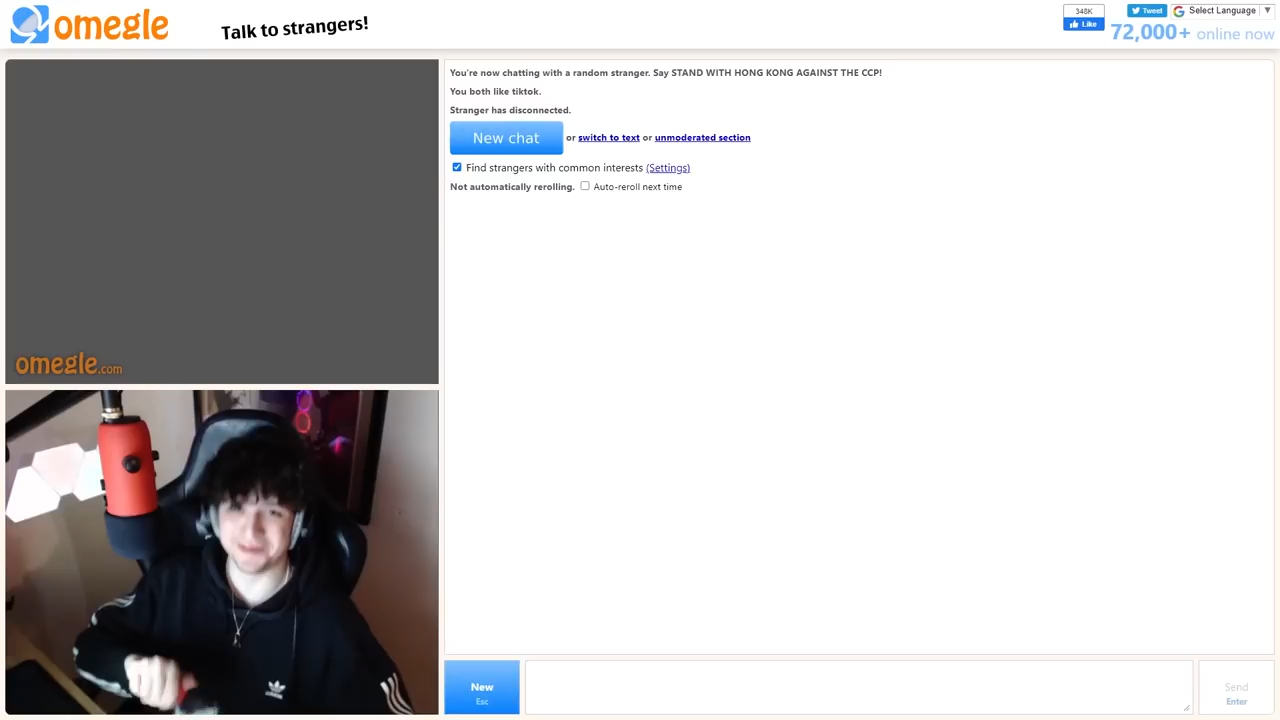 omegle
Talk to strangers!
348K
Like
Tweet
Select Language ▼
72,000+ online now
You're now chatting with a random stranger. Say STAND WITH HONG KONG AGAINST THE CCP!
You both like tiktok.
Stranger has disconnected.
New chat or switch to text or unmoderated section
Find strangers with common interests (Settings)
Not automatically rerolling. Auto-reroll next time
omegle.com
adidas
New
Esc
Send
Enter